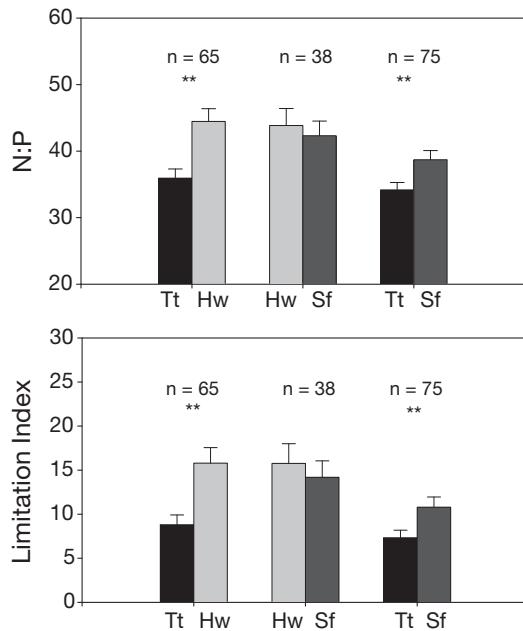 60
n = 65 n = 38 n = 75
** **
50
N:P
40
30
20
Tt Hw Hw Sf Tt Sf
30
25
n = 65 n = 38 n = 75
** **
20
Limitation Index
15
10
5
0
Tt Hw Hw Sf Tt Sf